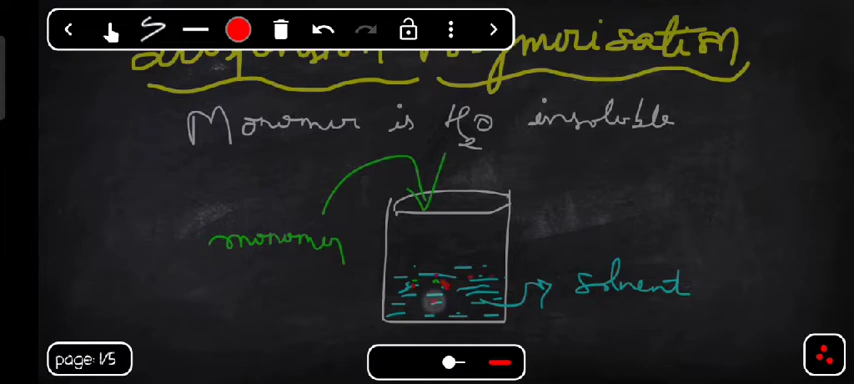 Suspension Polymerisation
Monomer is H2O insoluble
monomer
Solvent
page: 1/5